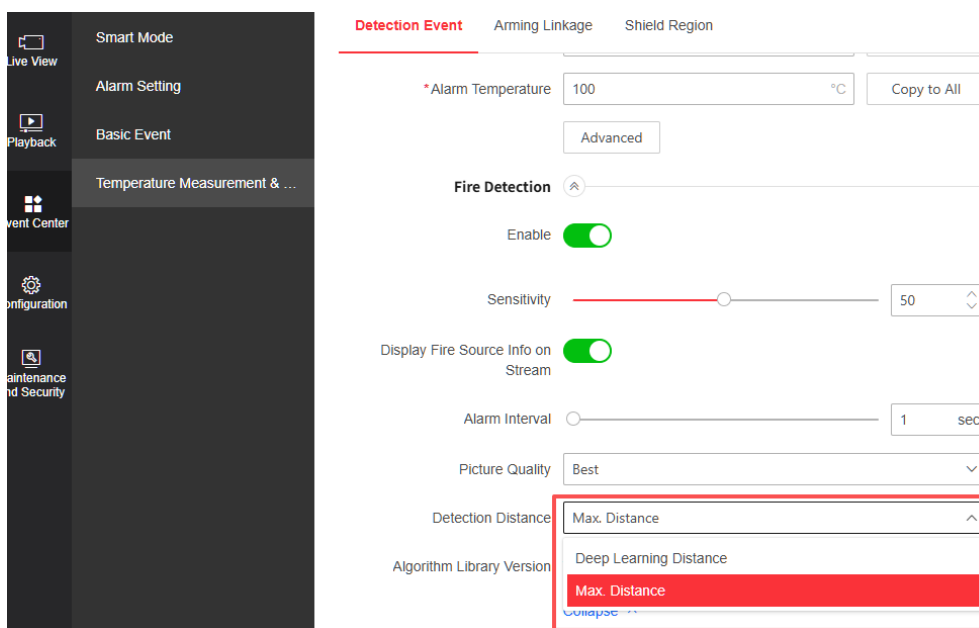 Detection Event
Arming Linkage
Shield Region
Live View
Playback
vent Center
onfiguration
aintenance
nd Security
Smart Mode
Alarm Setting
Basic Event
Temperature Measurement & ...
*Alarm Temperature
100
°C
Copy to All
Advanced
Fire Detection
Enable
Sensitivity
50
Display Fire Source Info on
Stream
Alarm Interval
1
sec
Picture Quality
Best
Detection Distance
Max. Distance
Deep Learning Distance
Algorithm Library Version
Max. Distance
Collapse